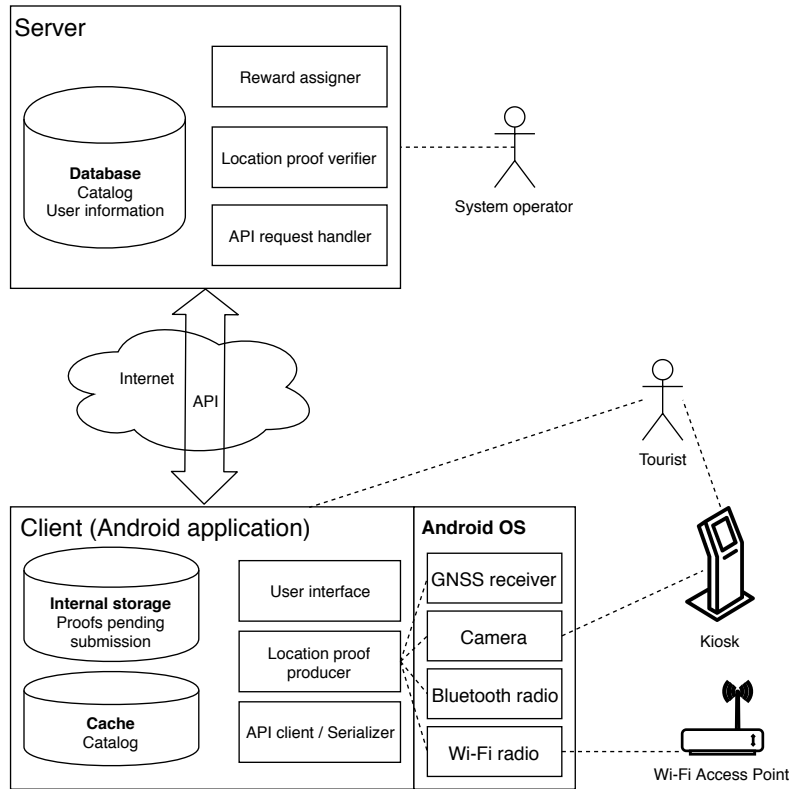 Server
Reward assigner
Database
Catalog
User information
Location proof verifier
API request handler
System operator
Internet
API
Tourist
Client (Android application)
Android OS
Internal storage
Proofs pending
submission
User interface
GNSS receiver
Location proof
producer
Camera
Kiosk
Cache
Catalog
API client / Serializer
Bluetooth radio
Wi-Fi radio
Wi-Fi Access Point